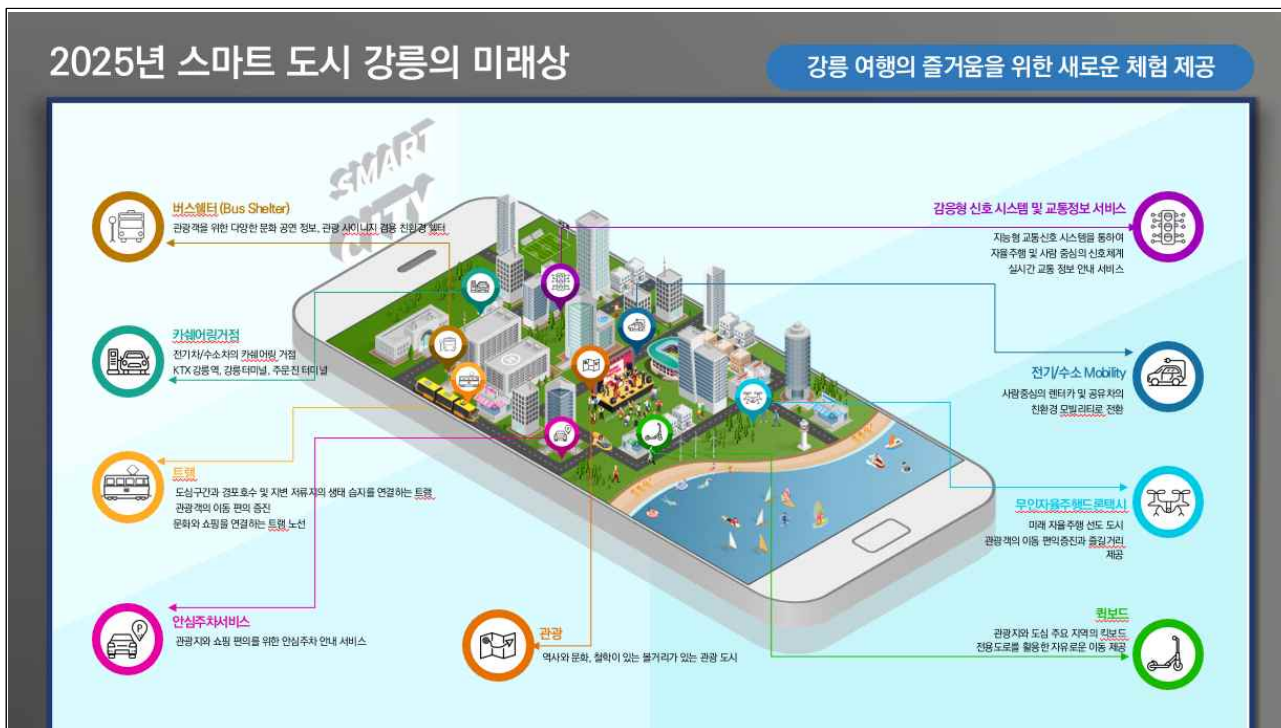 2025년 스마트 도시 강릉의 미래상
강릉 여행의 즐거움을 위한 새로운 체험 제공
SMART
CITY
버스쉘터(Bus Shelter)
관광객을 위한 다양한 문화 공연 정보, 관광 사이니지 겸용 친환경 쉘터
카쉐어링거점
전기차/수소차의 카쉐어링 거점
KTX 강릉역, 강릉터미널, 주문진 터미널
트램
도심구간과 경포호수 및 지변 저류지의 생태 습지를 연결하는 트램
관광객의 이동 편의 증진
문화와 쇼핑을 연결하는 트램 노선
안심주차서비스
관광지와 쇼핑 편의를 위한 안심주차 안내 서비스
관광
역사와 문화, 철학이 있는 볼거리가 있는 관광 도시
감응형 신호 시스템 및 교통정보 서비스
지능형 교통신호 시스템을 통하여
자율주행 및 사람 중심의 신호체계
실시간 교통 정보 안내 서비스
전기/수소 Mobility
사람중심의 렌터카 및 공유차의
친환경 모빌리티로 전환
무인자율주행드론택시
미래 자율주행 선도 도시
관광객의 이동 편익증진과 즐길거리
제공
퀵보드
관광지와 도심 주요 지역의 킥보드
전용도로를 활용한 자유로운 이동 제공